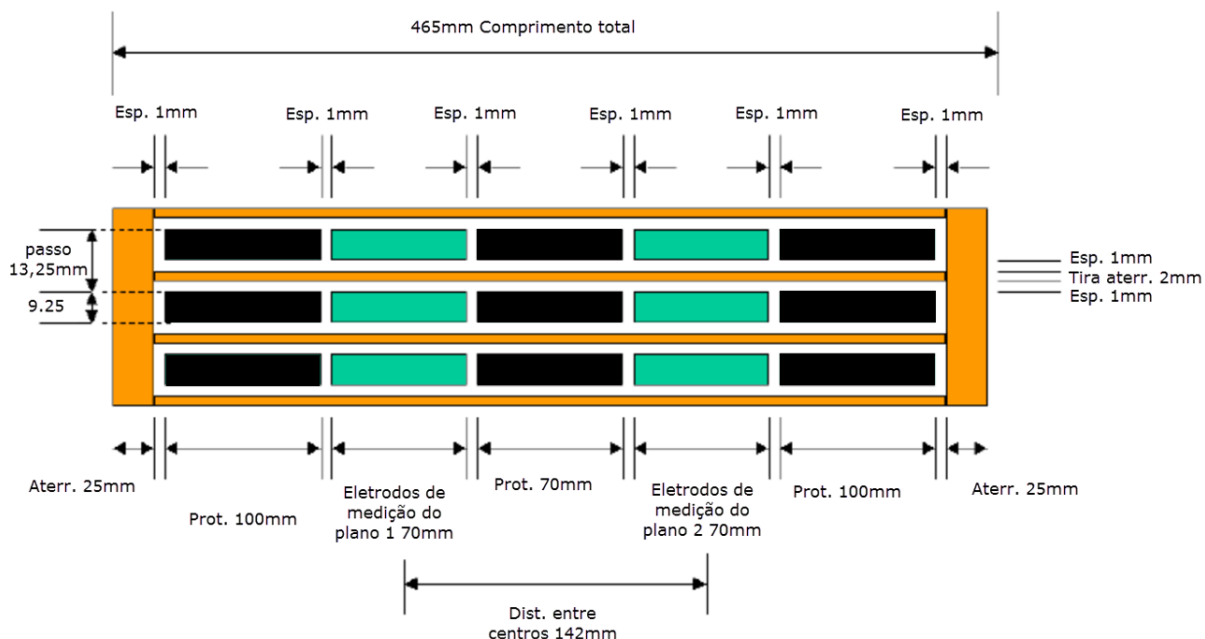 465mm Comprimento total
Esp. 1mm
Esp. 1mm
Esp. 1mm
Esp. 1mm
Esp. 1mm
Esp. 1mm
passo
13,25mm
9.25
Esp. 1mm
Tira aterr. 2mm
Esp. 1mm
Aterr. 25mm
Prot. 100mm
Eletrodos de
medição do
plano 1 70mm
Prot. 70mm
Eletrodos de
medição do
plano 2 70mm
Prot. 100mm
Aterr. 25mm
Dist. entre
centros 142mm